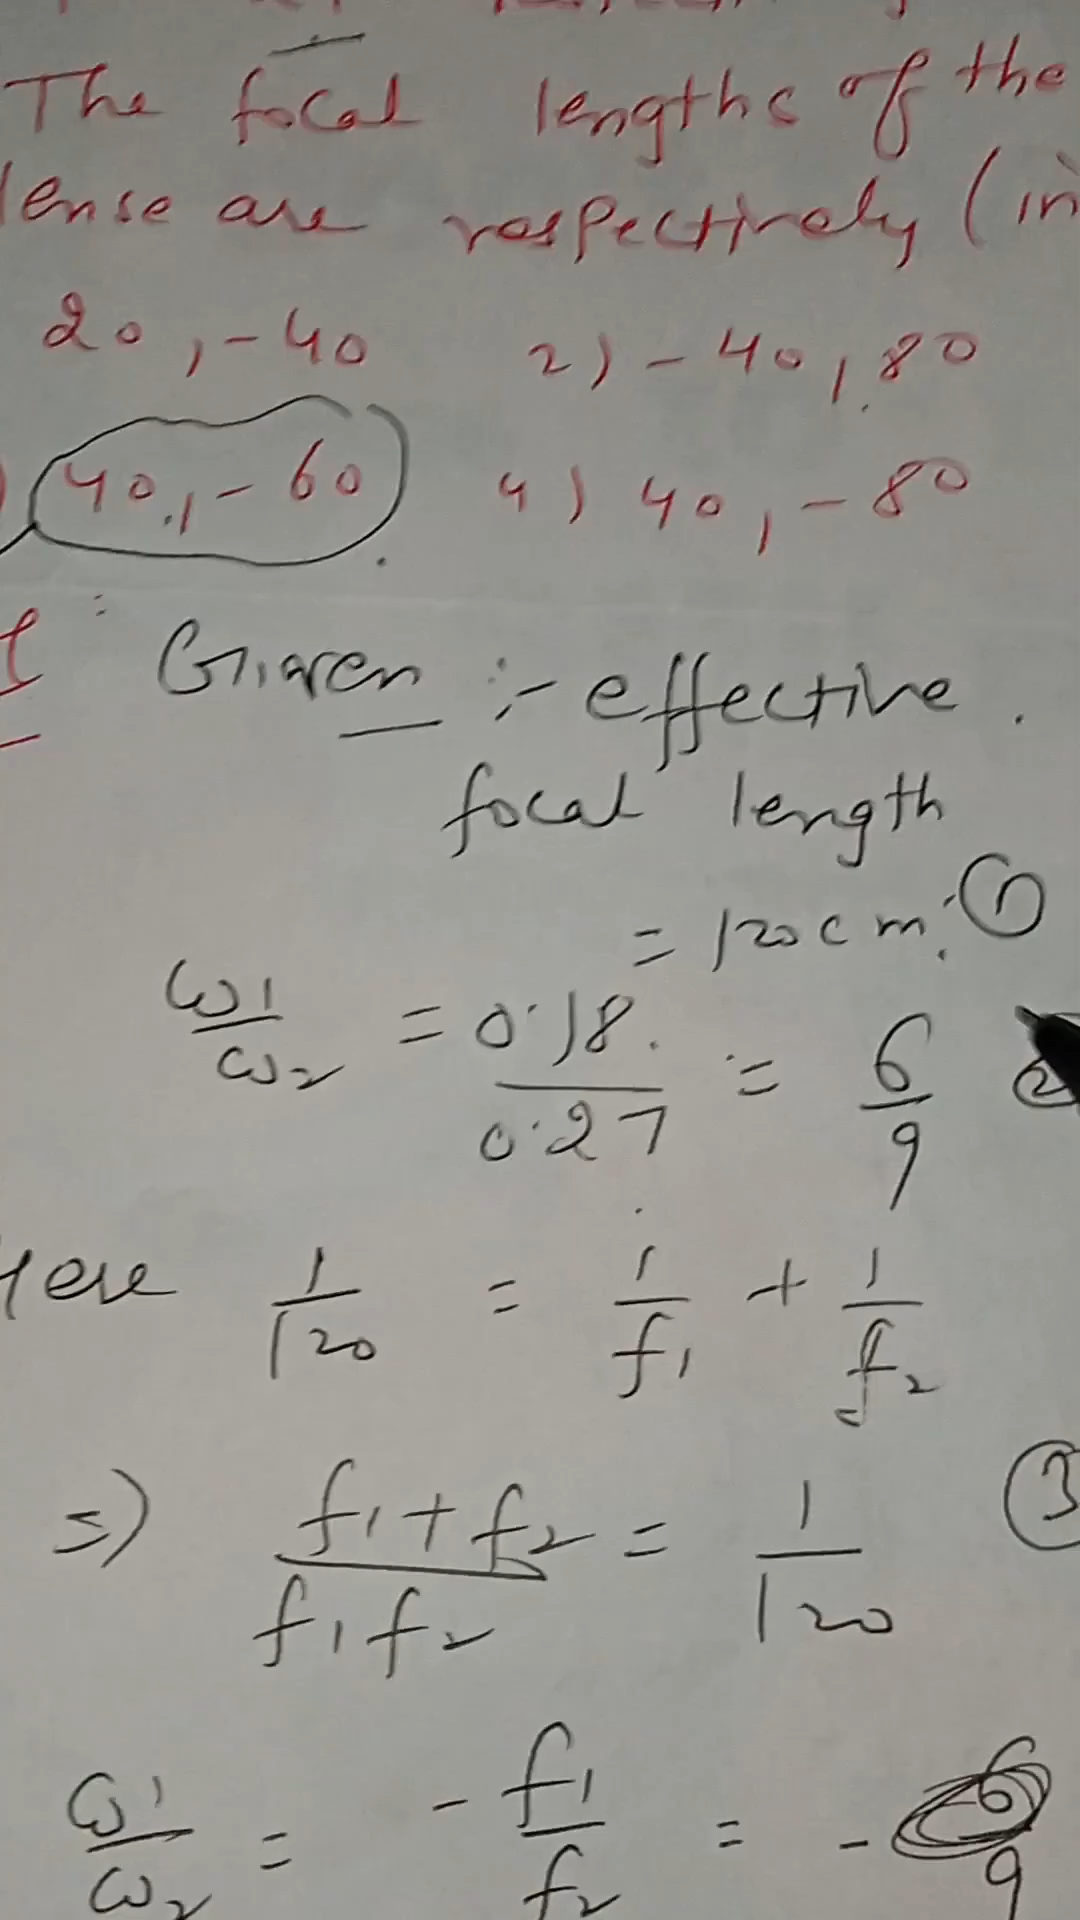 The focal lengths of the
lense are respectively (in
20, -40 2) - 40, 80
40, - 60 4) 40, - 80
Given :- effective
focal length
= 120cm. 1
ω1/ω2 = 0.18/0.27 = 6/9 2
Here 1/120 = 1/f1 + 1/f2
=> f1+f2/f1f2 = 1/120 3
ω1/ω2 = - f1/f2 = - 6/9